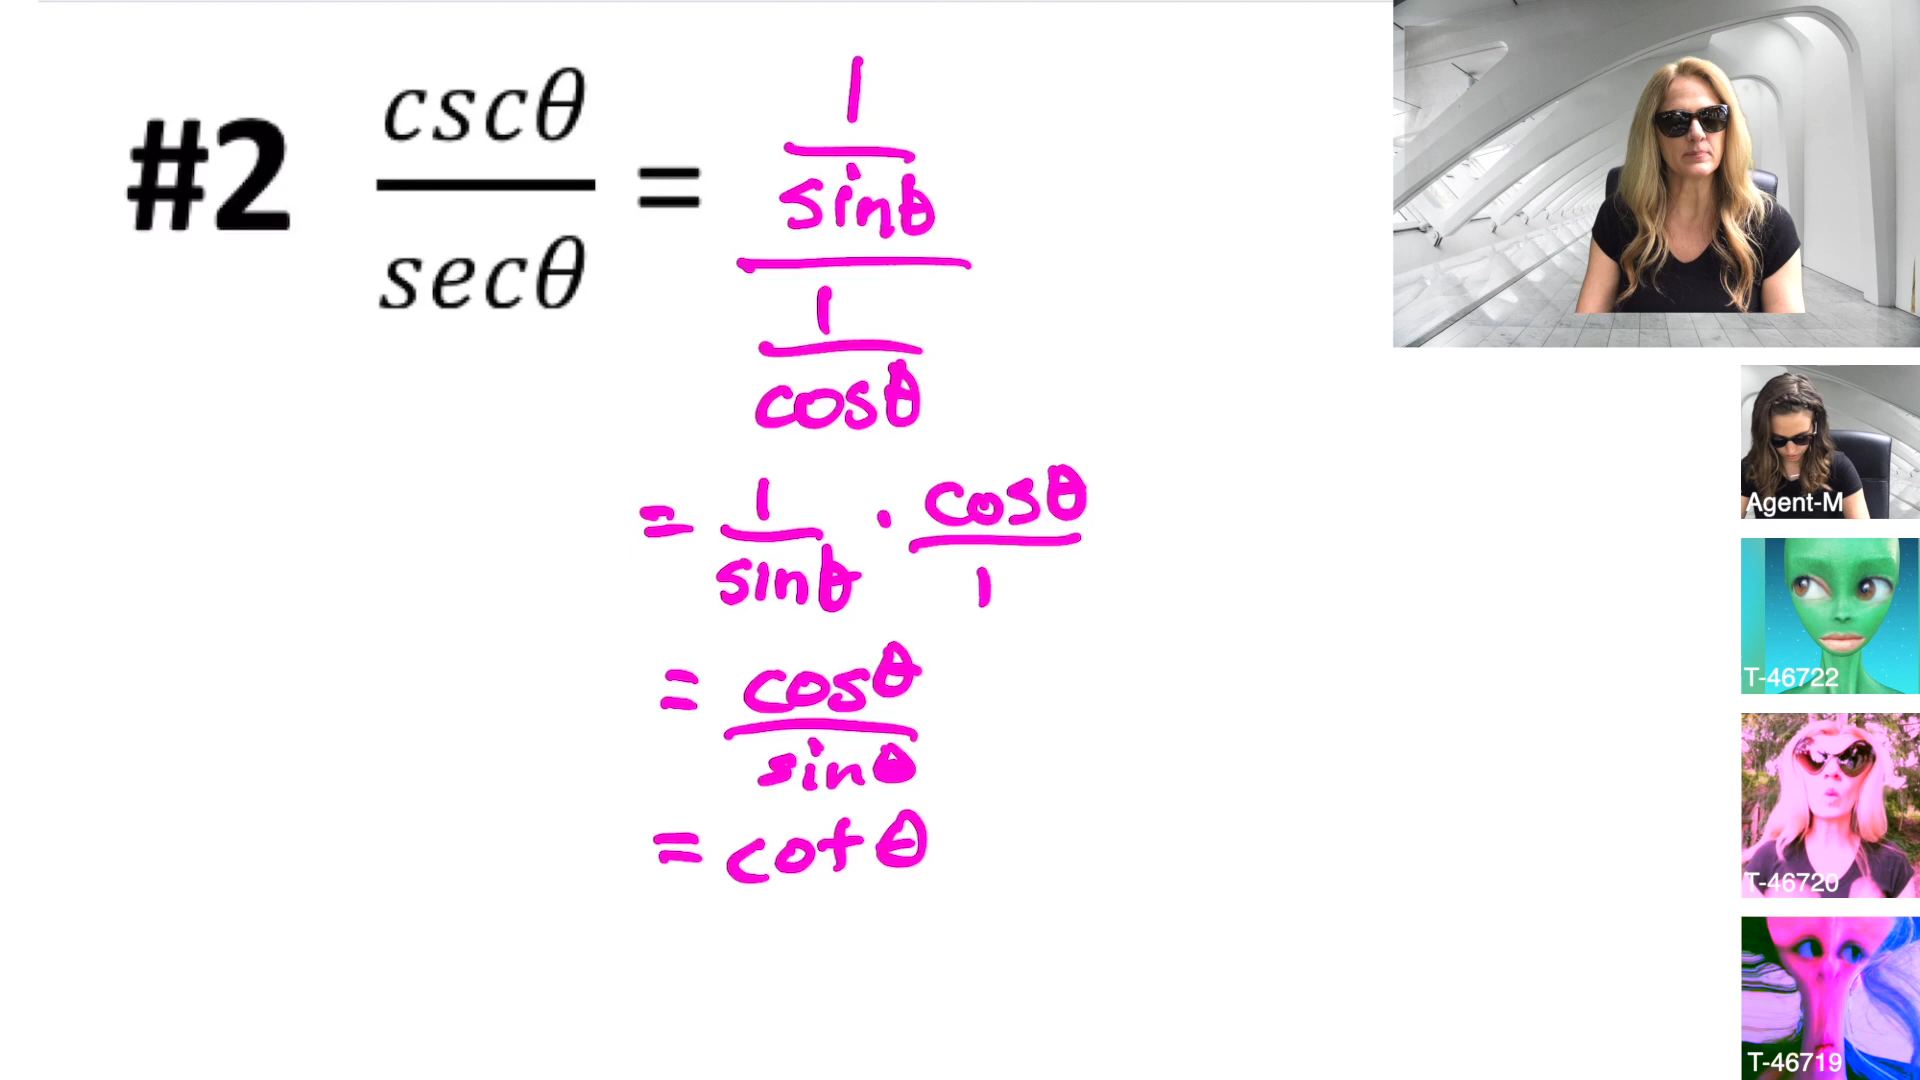 #2 cscθ/secθ = (1/sinθ)/(1/cosθ)
= 1/sinθ · cosθ/1
= cosθ/sinθ
= cotθ
Agent-M
T-46722
T-46720
T-46719